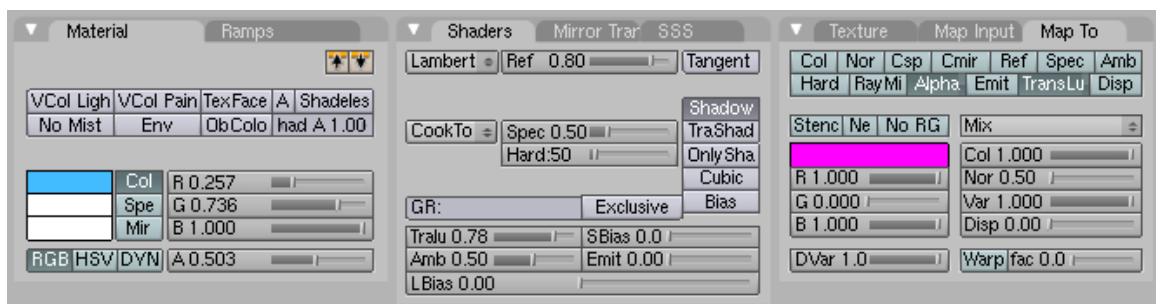 Material Ramps
VCol Ligh VCol Pain TexFace A Shadeles
No Mist Env ObColo had A 1.00
Col R 0.257
Spe G 0.736
Mir B 1.000
RGB HSV DYN A 0.503
Shaders Mirror Trar SSS
Lambert Ref 0.80 Tangent
Shadow
CookTo Spec 0.50 TraShad
Hard:50 OnlySha
Cubic
GR: Exclusive Bias
Tralu 0.78 SBias 0.0
Amb 0.50 Emit 0.00
LBias 0.00
Texture Map Input Map To
Col Nor Csp Cmir Ref Spec Amb
Hard RayMi Alpha Emit TransLu Disp
Stenc Ne No RG Mix
Col 1.000
R 1.000 Nor 0.50
G 0.000 Var 1.000
B 1.000 Disp 0.00
DVar 1.0 Warp fac 0.0